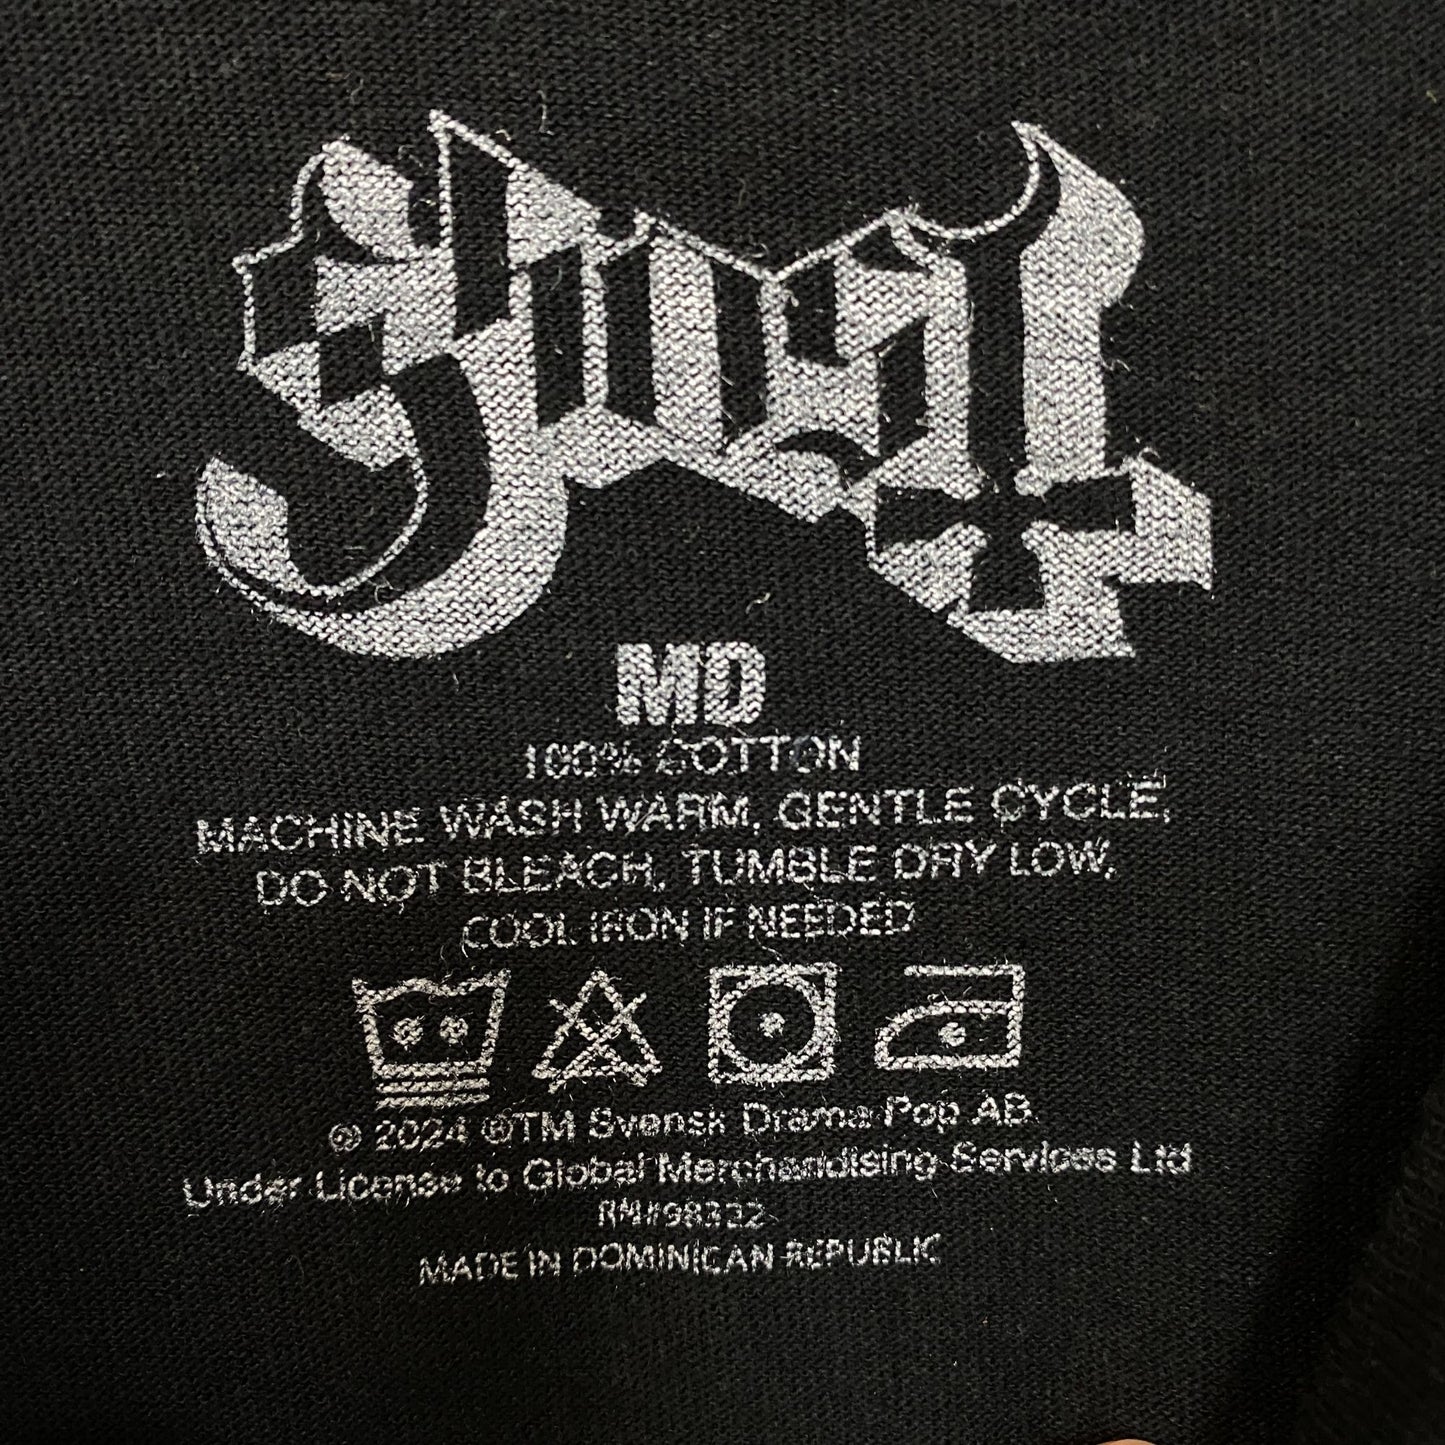 Ghost
MD
100% COTTON
MACHINE WASH WARM, GENTLE CYCLE,
DO NOT BLEACH, TUMBLE DRY LOW,
COOL IRON IF NEEDED
© 2024 ®TM Svensk Drama Pop AB
Under License to Global Merchandising Services Ltd
RN#98322
MADE IN DOMINICAN REPUBLIC